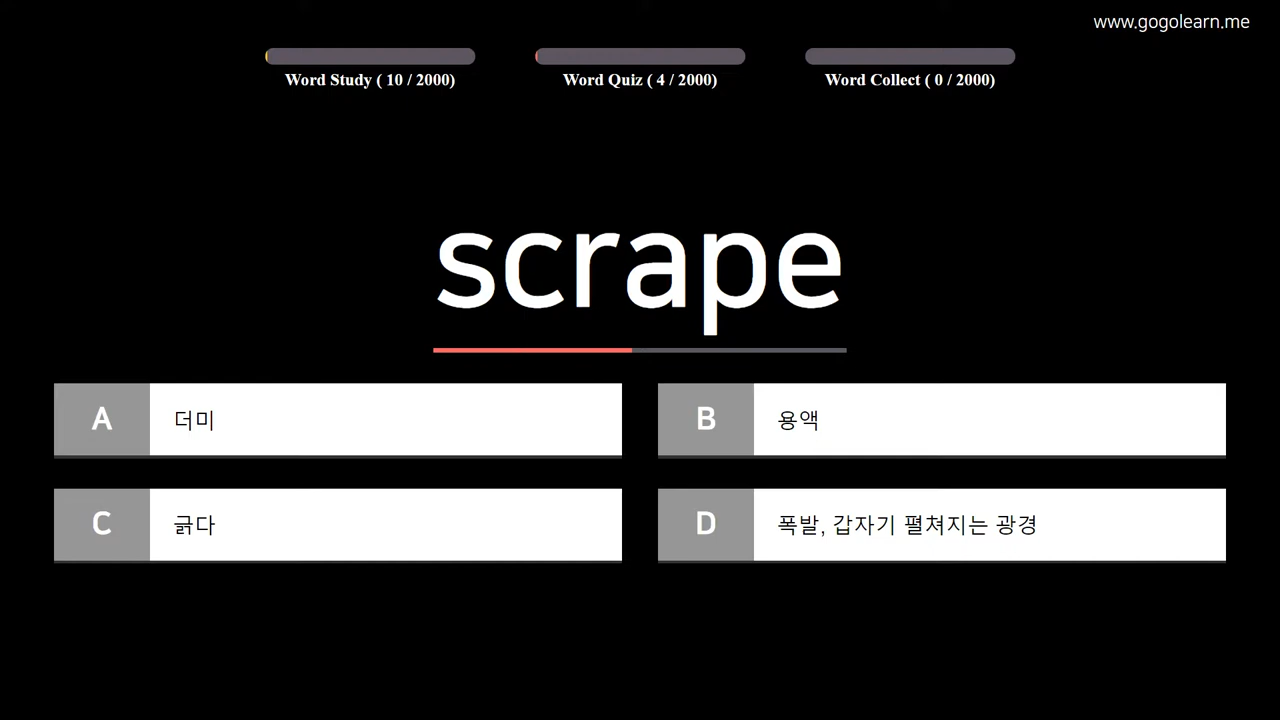 www.gogolearn.me
Word Study ( 10 / 2000)
Word Quiz ( 4 / 2000)
Word Collect ( 0 / 2000)
scrape
A 더미
B 용액
C 긁다
D 폭발, 갑자기 펼쳐지는 광경